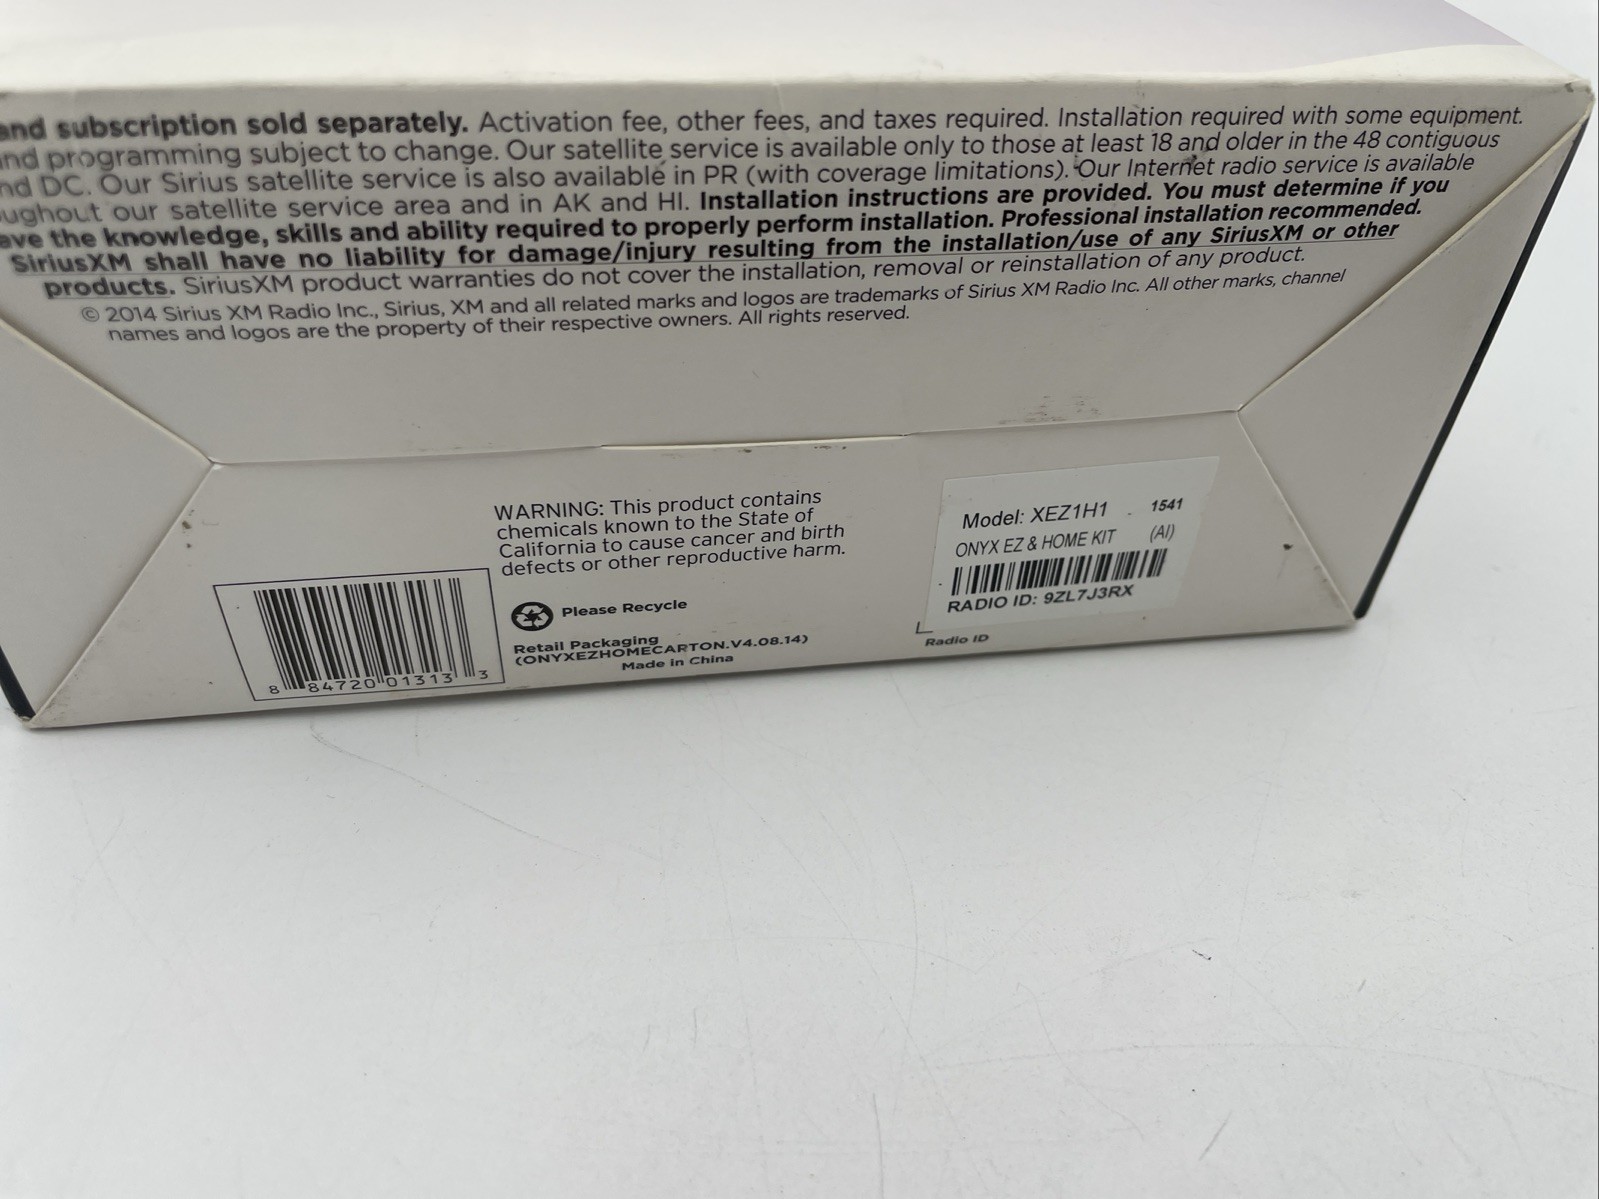 and subscription sold separately. Activation fee, other fees, and taxes required. Installation required with some equipment.
and programming subject to change. Our satellite service is available only to those at least 18 and older in the 48 contiguous
nd DC. Our Sirius satellite service is also available in PR (with coverage limitations). Our Internet radio service is available
ughout our satellite service area and in AK and HI. Installation instructions are provided. You must determine if you
ave the knowledge, skills and ability required to properly perform installation. Professional installation recommended.
SiriusXM shall have no liability for damage/injury resulting from the installation/use of any SiriusXM or other
products. SiriusXM product warranties do not cover the installation, removal or reinstallation of any product.
© 2014 Sirius XM Radio Inc., Sirius, XM and all related marks and logos are trademarks of Sirius XM Radio Inc. All other marks, channel
names and logos are the property of their respective owners. All rights reserved.
WARNING: This product contains
chemicals known to the State of
California to cause cancer and birth
defects or other reproductive harm.
Please Recycle
Retail Packaging
(ONYXEZHOMECARTON.V4.08.14)
Made in China
8 84720 01313 3
Model: XEZ1H1 1541
ONYX EZ & HOME KIT (AI)
RADIO ID: 9ZL7J3RX
Radio ID